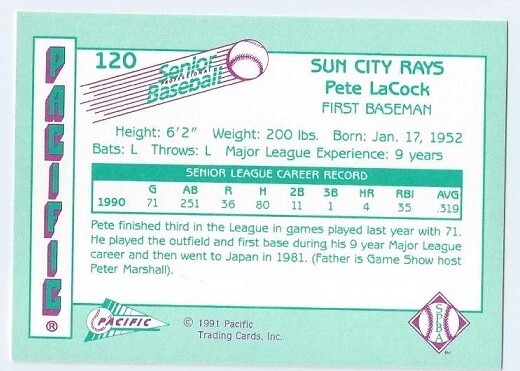 120
Senior
PROFESSIONAL
Baseball
SUN CITY RAYS
Pete LaCock
FIRST BASEMAN
PACIFIC
®
Height: 6'2" Weight: 200 lbs. Born: Jan. 17, 1952
Bats: L Throws: L Major League Experience: 9 years
SENIOR LEAGUE CAREER RECORD
G AB R H 2B 3B HR RBI AVG
1990 71 251 36 80 11 1 4 35 .319
Pete finished third in the League in games played last year with 71.
He played the outfield and first base during his 9 year Major League
career and then went to Japan in 1981. (Father is Game Show host
Peter Marshall).
PACIFIC
© 1991 Pacific
Trading Cards, Inc.
SPBA